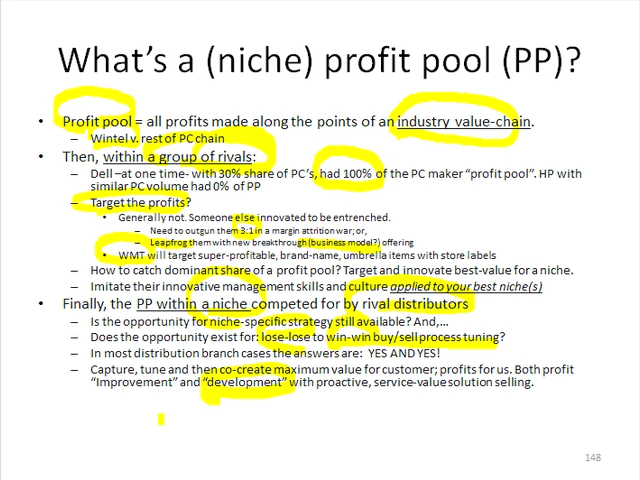 What's a (niche) profit pool (PP)?
• Profit pool = all profits made along the points of an industry value-chain.
– Wintel v. rest of PC chain
• Then, within a group of rivals:
– Dell –at one time- with 30% share of PC's, had 100% of the PC maker "profit pool". HP with
similar PC volume had 0% of PP
– Target the profits?
• Generally not. Someone else innovated to be entrenched.
– Need to outgun them 3:1 in a margin attrition war; or,
– Leapfrog them with new breakthrough (business model?) offering
• WMT will target super-profitable, brand-name, umbrella items with store labels
– How to catch dominant share of a profit pool? Target and innovate best-value for a niche.
– Imitate their innovative management skills and culture applied to your best niche(s)
• Finally, the PP within a niche competed for by rival distributors
– Is the opportunity for niche-specific strategy still available? And,…
– Does the opportunity exist for: lose-lose to win-win buy/sell process tuning?
– In most distribution branch cases the answers are: YES AND YES!
– Capture, tune and then co-create maximum value for customer; profits for us. Both profit
"Improvement" and "development" with proactive, service-value solution selling.
148